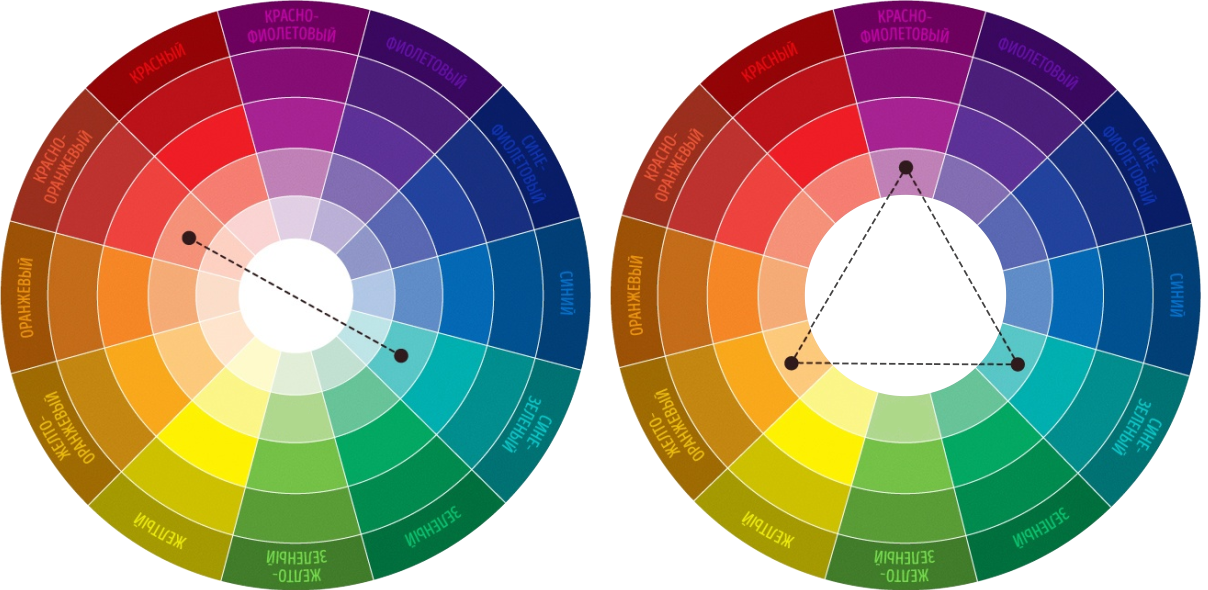 КРАСНО-
ФИОЛЕТОВЫЙ
ФИОЛЕТОВЫЙ
СИНЕ-
ФИОЛЕТОВЫЙ
СИНИЙ
СИНЕ-
ЗЕЛЕНЫЙ
ЗЕЛЕНЫЙ
ЖЕЛТО-
ЗЕЛЕНЫЙ
ЖЕЛТЫЙ
ЖЕЛТО-
ОРАНЖЕВЫЙ
ОРАНЖЕВЫЙ
КРАСНО-
ОРАНЖЕВЫЙ
КРАСНЫЙ
КРАСНО-
ФИОЛЕТОВЫЙ
ФИОЛЕТОВЫЙ
СИНЕ-
ФИОЛЕТОВЫЙ
СИНИЙ
СИНЕ-
ЗЕЛЕНЫЙ
ЗЕЛЕНЫЙ
ЖЕЛТО-
ЗЕЛЕНЫЙ
ЖЕЛТЫЙ
ЖЕЛТО-
ОРАНЖЕВЫЙ
ОРАНЖЕВЫЙ
КРАСНО-
ОРАНЖЕВЫЙ
КРАСНЫЙ